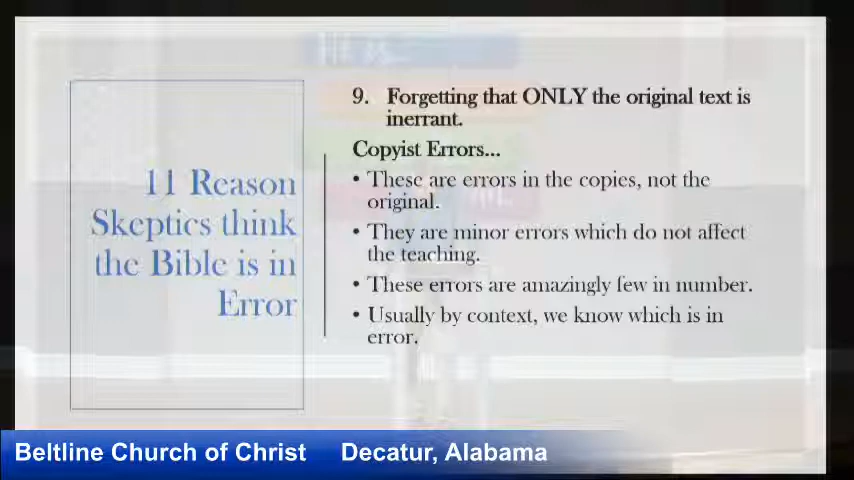 11 Reason
Skeptics think
the Bible is in
Error
9. Forgetting that ONLY the original text is
inerrant.
Copyist Errors...
• These are errors in the copies, not the
original.
• They are minor errors which do not affect
the teaching.
• These errors are amazingly few in number.
• Usually by context, we know which is in
error.
Beltline Church of Christ Decatur, Alabama